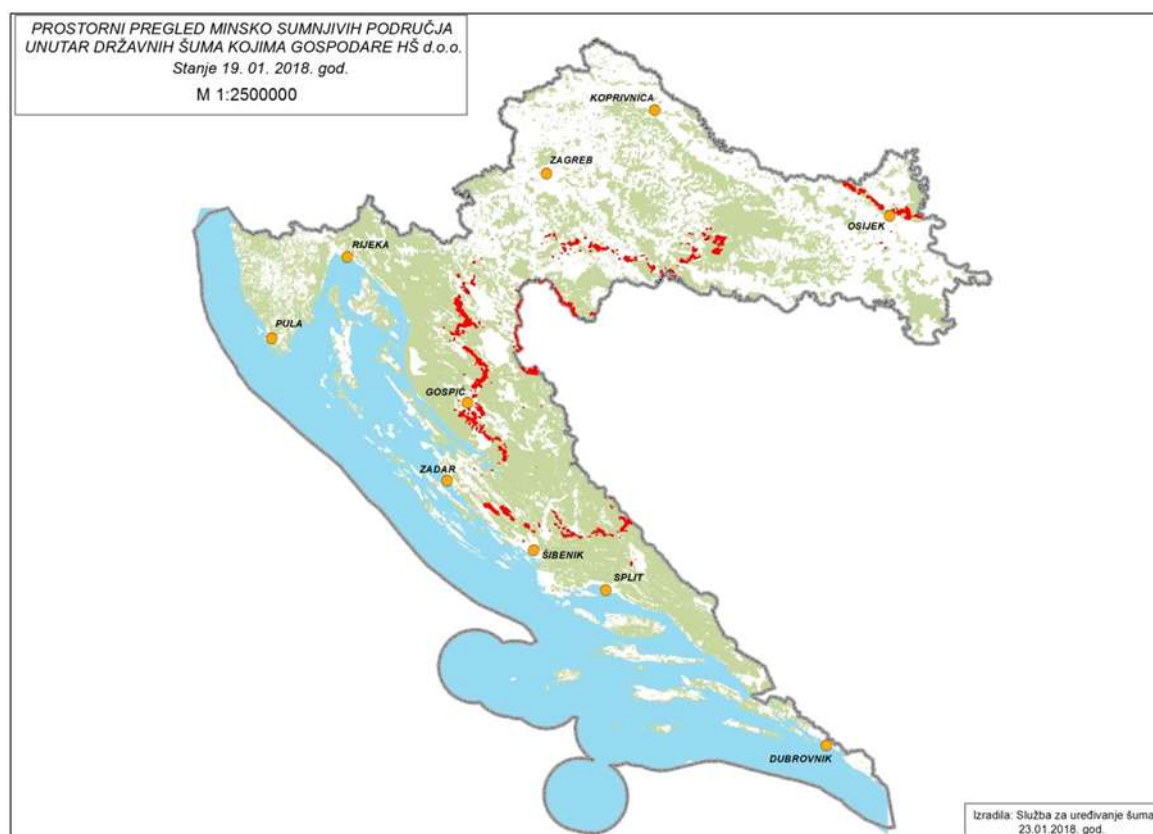 PROSTORNI PREGLED MINSKO SUMNJIVIH PODRUČJA
UNUTAR DRŽAVNIH ŠUMA KOJIMA GOSPODARE HŠ d.o.o.
Stanje 19. 01. 2018. god.
M 1:2500000
KOPRIVNICA
ZAGREB
OSIJEK
RIJEKA
PULA
GOSPIĆ
ZADAR
ŠIBENIK
SPLIT
DUBROVNIK
Izradila: Služba za uređivanje šuma
23.01.2018. god.